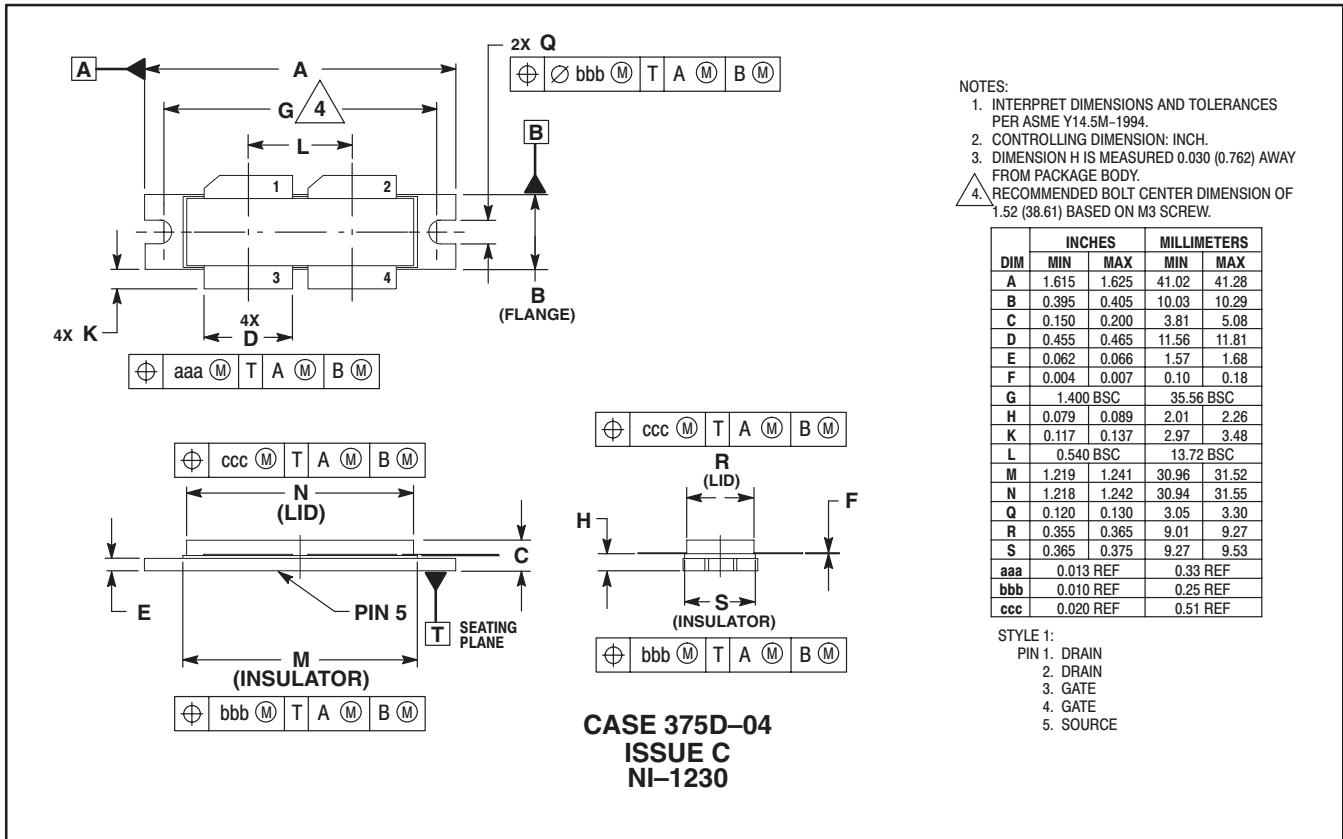 2X Q
⌖ ∅ bbb Ⓜ T A Ⓜ B Ⓜ
A
A
G 4
L
B
1
2
3
4
B
(FLANGE)
4X K
4X
D
⌖ aaa Ⓜ T A Ⓜ B Ⓜ
⌖ ccc Ⓜ T A Ⓜ B Ⓜ
N
(LID)
C
E
PIN 5
T SEATING
PLANE
M
(INSULATOR)
⌖ bbb Ⓜ T A Ⓜ B Ⓜ
⌖ ccc Ⓜ T A Ⓜ B Ⓜ
R
(LID)
F
H
S
(INSULATOR)
⌖ bbb Ⓜ T A Ⓜ B Ⓜ
CASE 375D–04
ISSUE C
NI–1230
NOTES:
1. INTERPRET DIMENSIONS AND TOLERANCES
PER ASME Y14.5M–1994.
2. CONTROLLING DIMENSION: INCH.
3. DIMENSION H IS MEASURED 0.030 (0.762) AWAY
FROM PACKAGE BODY.
4. RECOMMENDED BOLT CENTER DIMENSION OF
1.52 (38.61) BASED ON M3 SCREW.
INCHES MILLIMETERS
DIM MIN MAX MIN MAX
A 1.615 1.625 41.02 41.28
B 0.395 0.405 10.03 10.29
C 0.150 0.200 3.81 5.08
D 0.455 0.465 11.56 11.81
E 0.062 0.066 1.57 1.68
F 0.004 0.007 0.10 0.18
G 1.400 BSC 35.56 BSC
H 0.079 0.089 2.01 2.26
K 0.117 0.137 2.97 3.48
L 0.540 BSC 13.72 BSC
M 1.219 1.241 30.96 31.52
N 1.218 1.242 30.94 31.55
Q 0.120 0.130 3.05 3.30
R 0.355 0.365 9.01 9.27
S 0.365 0.375 9.27 9.53
aaa 0.013 REF 0.33 REF
bbb 0.010 REF 0.25 REF
ccc 0.020 REF 0.51 REF
STYLE 1:
PIN 1. DRAIN
2. DRAIN
3. GATE
4. GATE
5. SOURCE